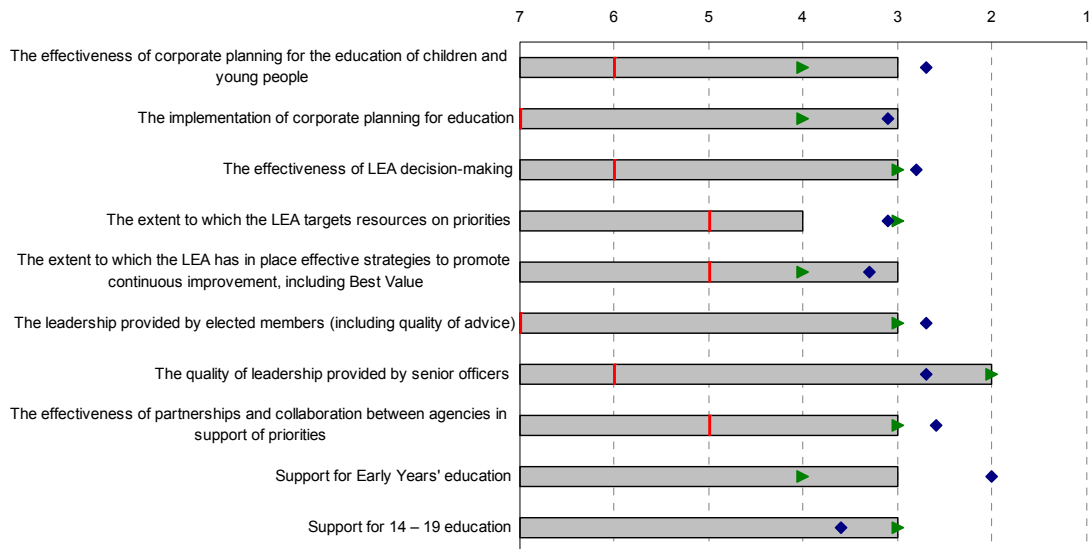 7 6 5 4 3 2 1
The effectiveness of corporate planning for the education of children and
young people
The implementation of corporate planning for education
The effectiveness of LEA decision-making
The extent to which the LEA targets resources on priorities
The extent to which the LEA has in place effective strategies to promote
continuous improvement, including Best Value
The leadership provided by elected members (including quality of advice)
The quality of leadership provided by senior officers
The effectiveness of partnerships and collaboration between agencies in
support of priorities
Support for Early Years' education
Support for 14 – 19 education